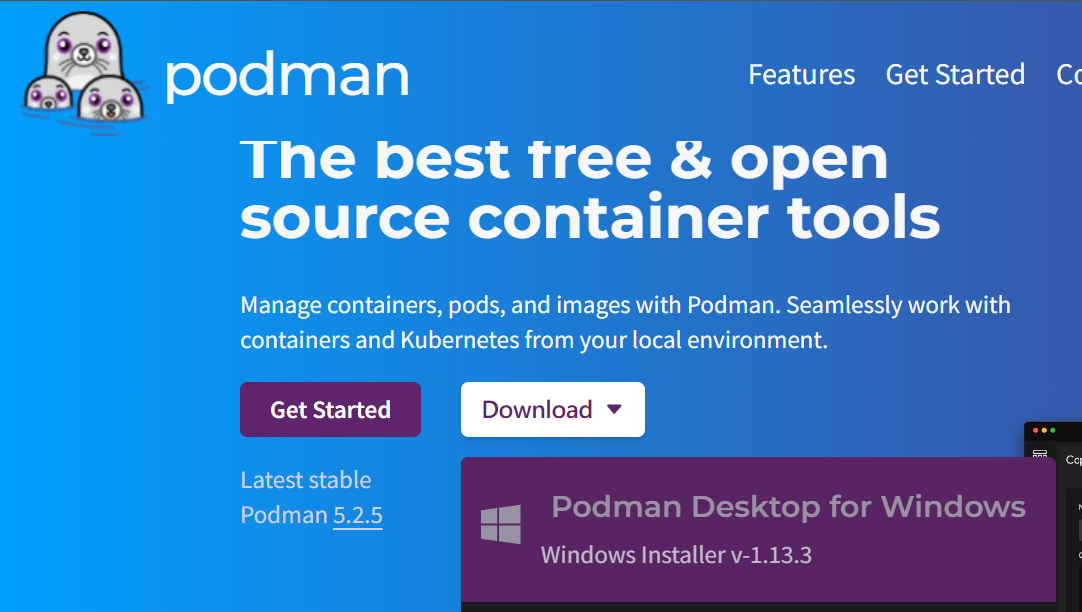 podman
Features
Get Started
The best free & open
source container tools
Manage containers, pods, and images with Podman. Seamlessly work with
containers and Kubernetes from your local environment.
Get Started
Download
Latest stable
Podman 5.2.5
Podman Desktop for Windows
Windows Installer v-1.13.3